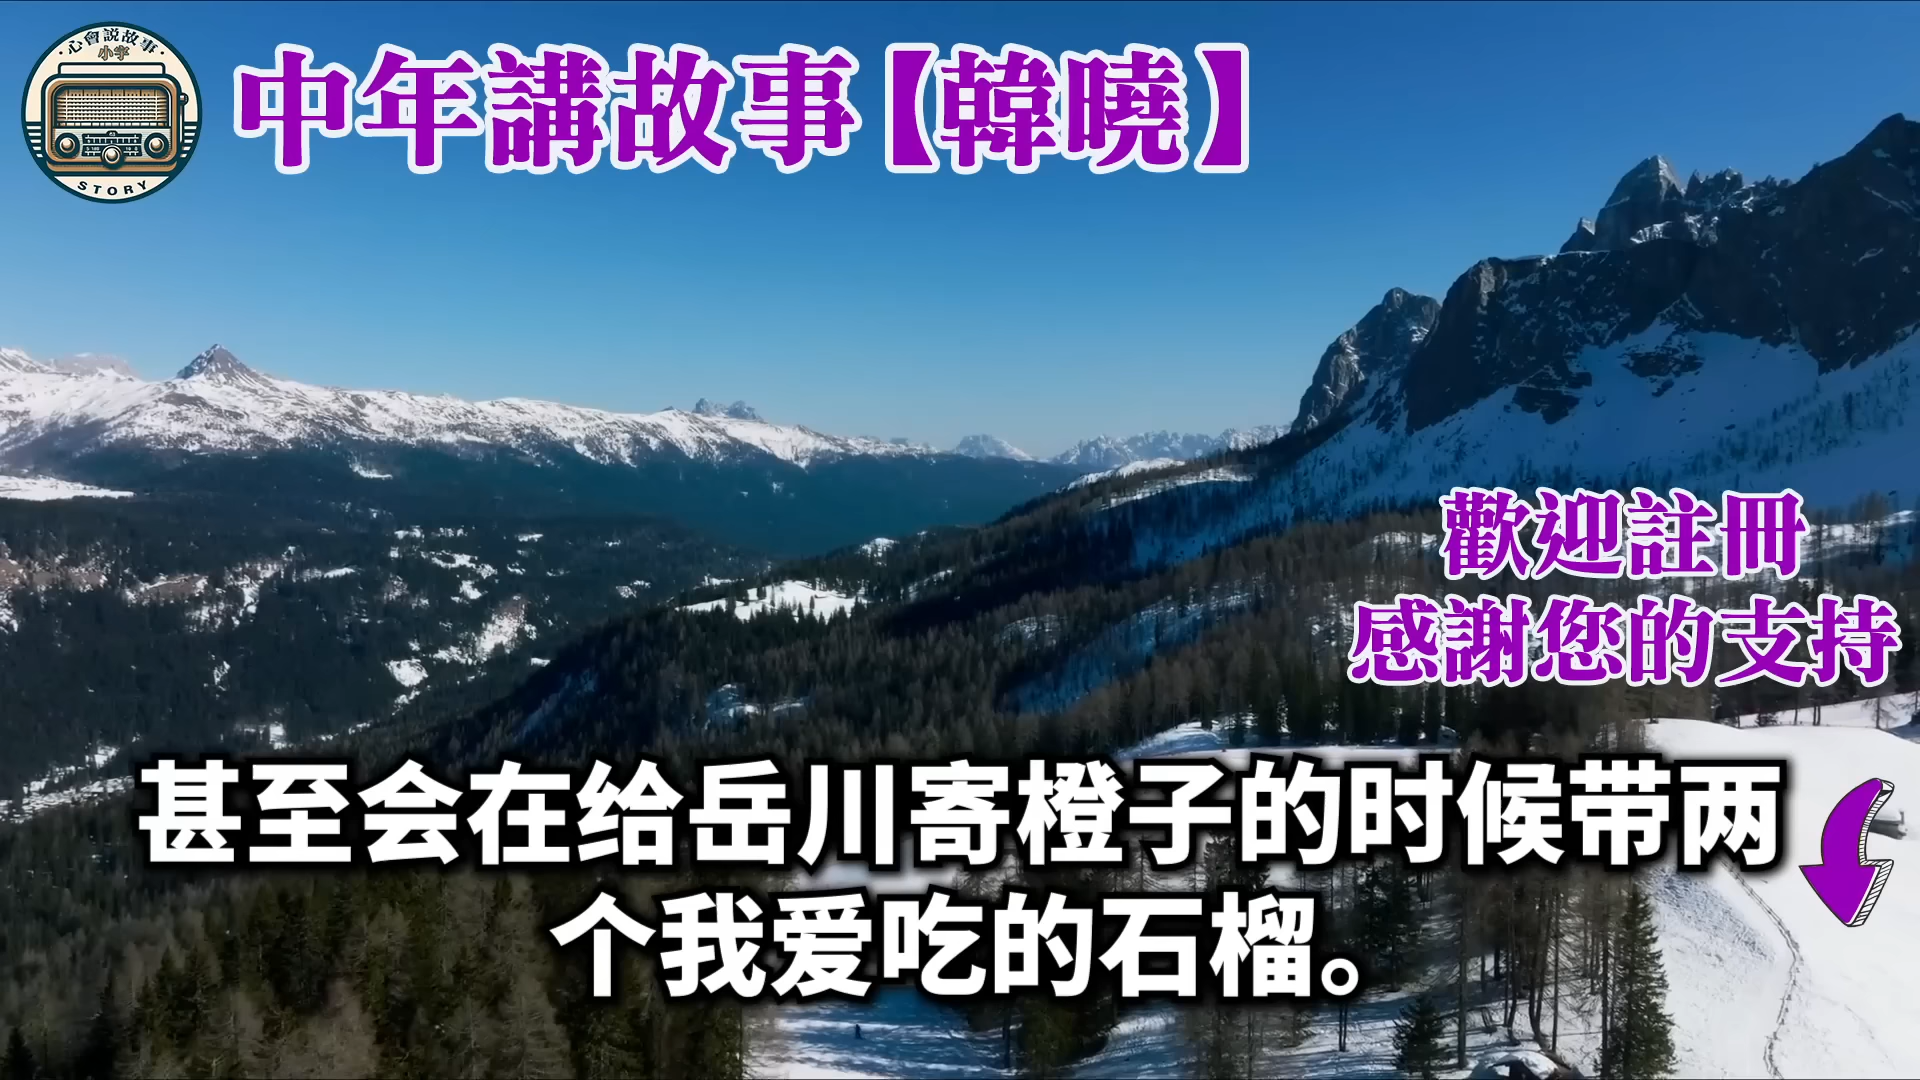 心會説故事
小宇
STORY
中年講故事【韓曉】
歡迎註冊
感謝您的支持
甚至会在给岳川寄橙子的时候带两
个我爱吃的石榴。